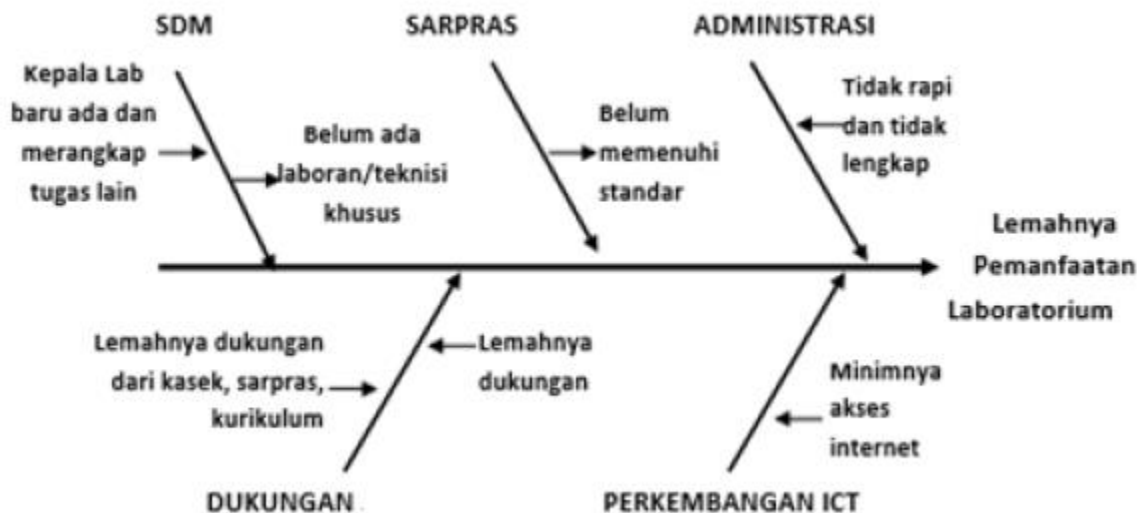 SDM
SARPRAS
ADMINISTRASI
Kepala Lab
baru ada dan
merangkap
tugas lain
Belum ada
laboran/teknisi
khusus
Belum
memenuhi
standar
Tidak rapi
dan tidak
lengkap
Lemahnya
Pemanfaatan
Laboratorium
Lemahnya dukungan
dari kasek, sarpras,
kurikulum
Lemahnya
dukungan
Minimnya
akses
internet
DUKUNGAN
PERKEMBANGAN ICT